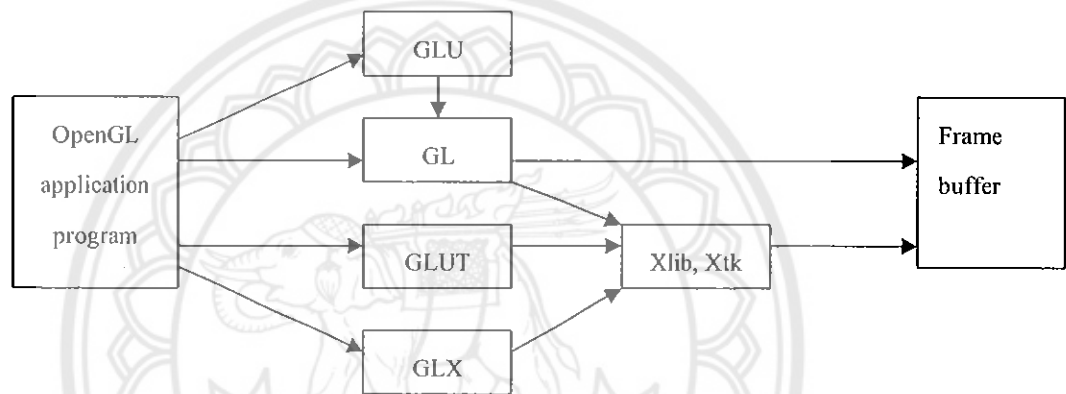 GLU
OpenGL
application
program
GL
GLUT
GLX
Xlib, Xtk
Frame
buffer